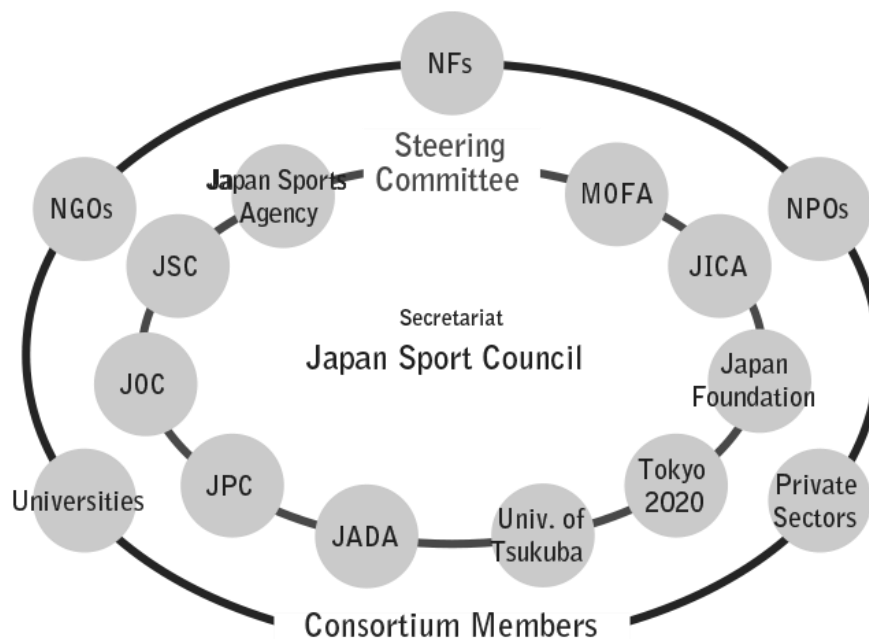 NFs
Steering
Committee
Japan Sports
Agency
MOFA
NGOs
NPOs
JSC
JICA
Secretariat
Japan Sport Council
JOC
Japan
Foundation
JPC
Tokyo
2020
Universities
Private
Sectors
JADA
Univ. of
Tsukuba
Consortium Members